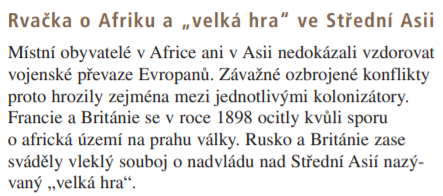 Rvačka o Afriku a „velká hra“ ve Střední Asii
Místní obyvatelé v Africe ani v Asii nedokázali vzdorovat
vojenské převaze Evropanů. Závažné ozbrojené konflikty
proto hrozily zejména mezi jednotlivými kolonizátory.
Francie a Británie se v roce 1898 ocitly kvůli sporu
o africká území na prahu války. Rusko a Británie zase
sváděly vleklý souboj o nadvládu nad Střední Asií nazý-
vaný „velká hra“.